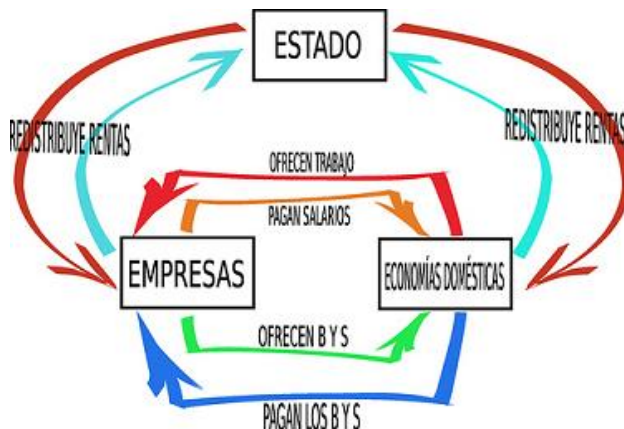 ESTADO
REDISTRIBUYE RENTAS
REDISTRIBUYE RENTAS
OFRECEN TRABAJO
PAGAN SALARIOS
EMPRESAS
ECONOMÍAS DOMÉSTICAS
OFRECEN B Y S
PAGAN LOS B Y S